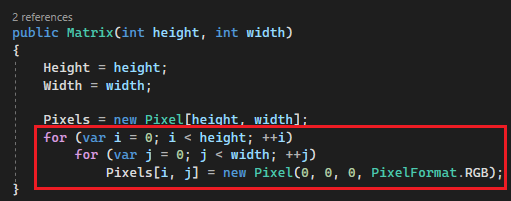 2 references
public Matrix(int height, int width)
{
Height = height;
Width = width;
Pixels = new Pixel[height, width];
for (var i = 0; i < height; ++i)
for (var j = 0; j < width; ++j)
Pixels[i, j] = new Pixel(0, 0, 0, PixelFormat.RGB);
}